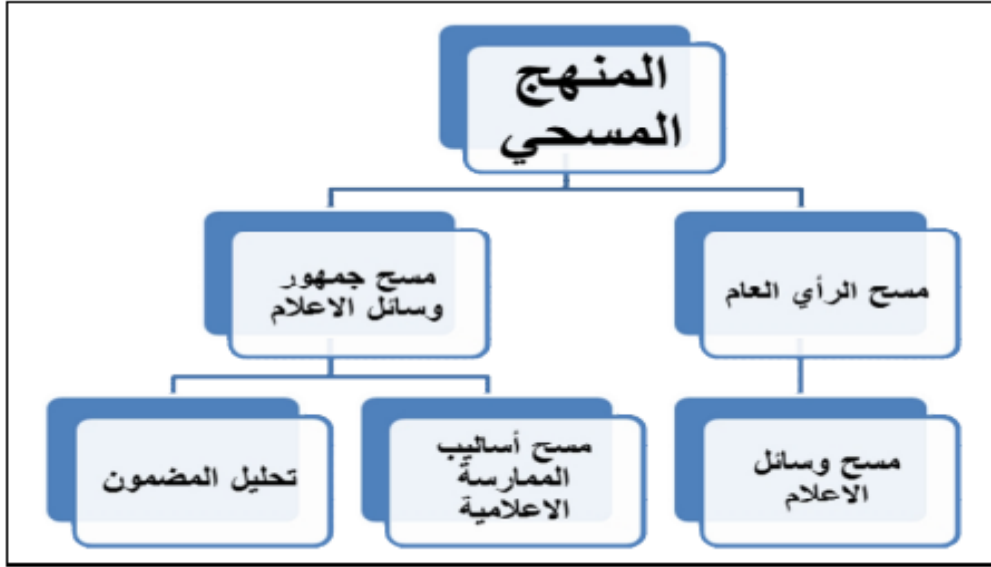 المنهج
المسحي
مسح الرأي العام
مسح جمهور
وسائل الاعلام
مسح وسائل
الاعلام
مسح أساليب
الممارسة
الاعلامية
تحليل المضمون